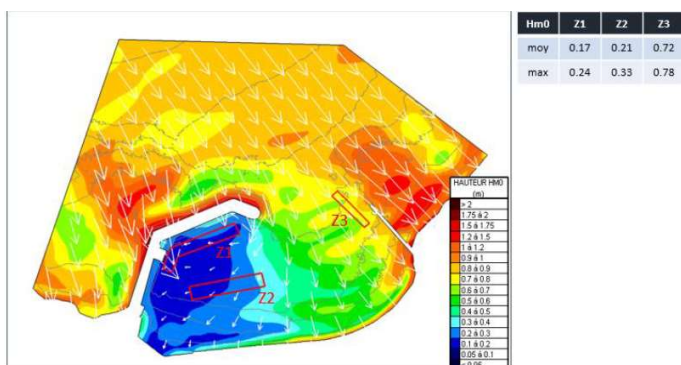 Hm0 Z1 Z2 Z3
moy 0.17 0.21 0.72
max 0.24 0.33 0.78
Z3
Z1
Z2
HAUTEUR HM0
(m)
> 2
1.75 à 2
1.5 à 1.75
1.2 à 1.5
1 à 1.2
0.9 à 1
0.8 à 0.9
0.7 à 0.8
0.6 à 0.7
0.5 à 0.6
0.4 à 0.5
0.3 à 0.4
0.2 à 0.3
0.1 à 0.2
0.05 à 0.1
< 0.05